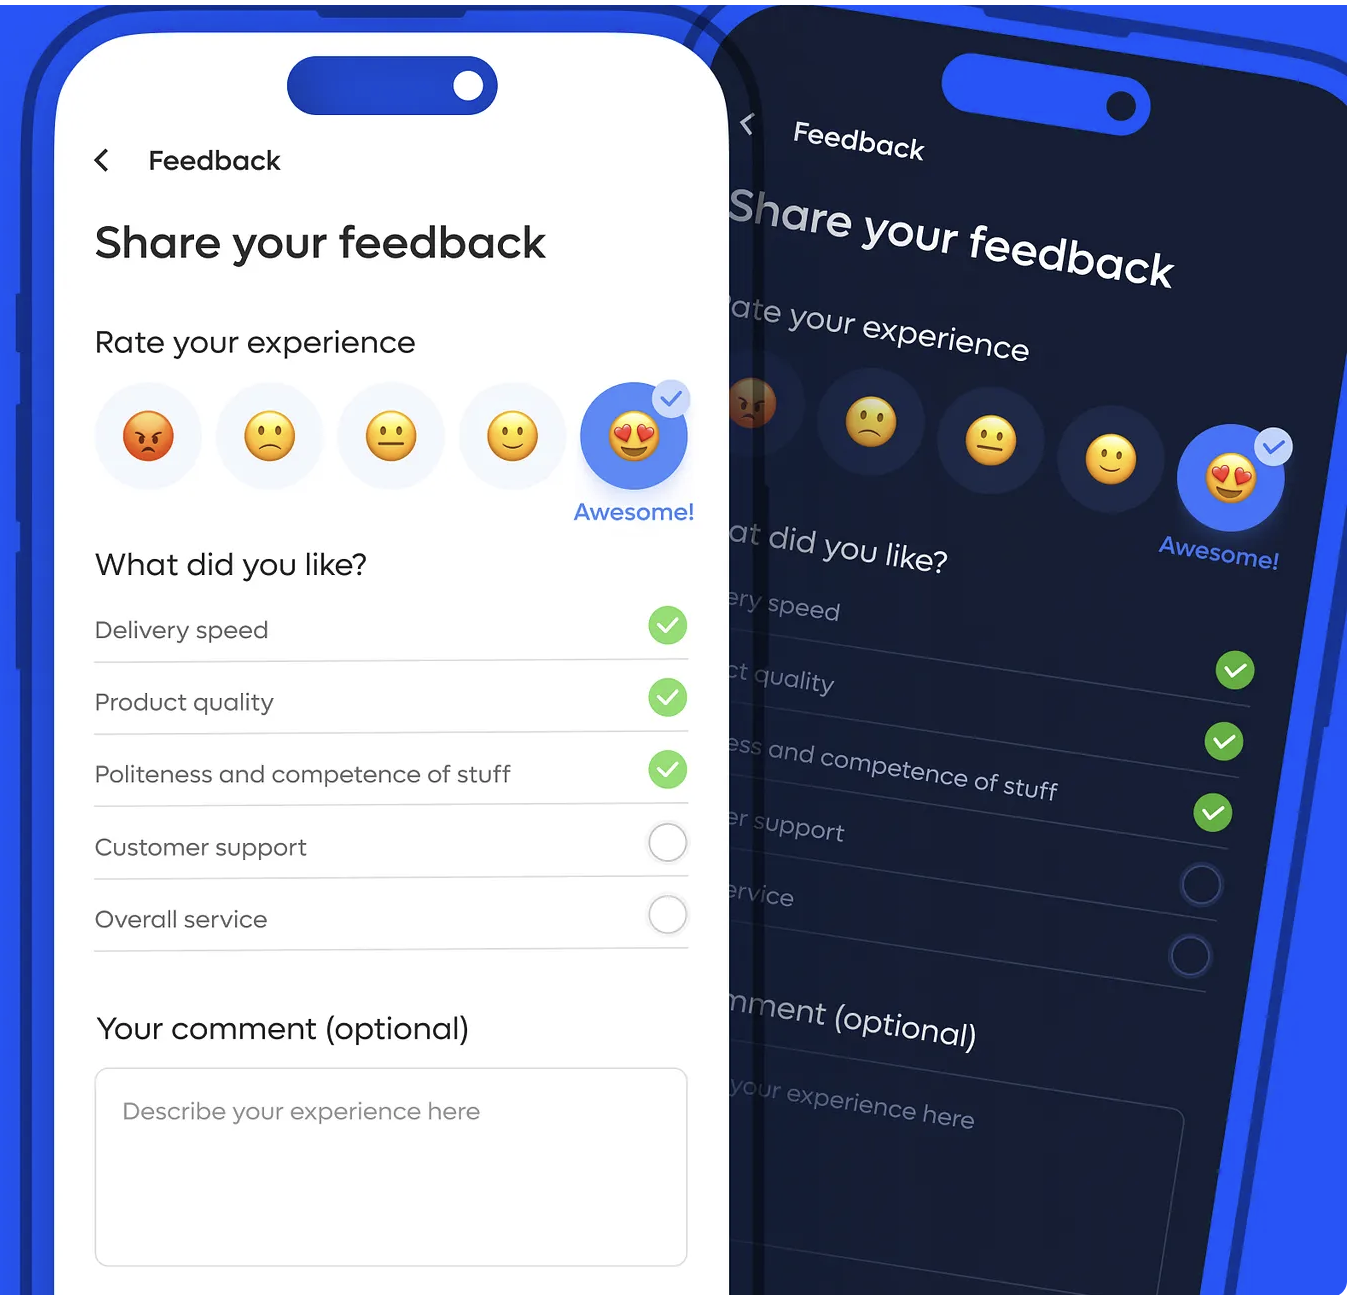 Feedback
Share your feedback
Rate your experience
Awesome!
What did you like?
Delivery speed
Product quality
Politeness and competence of stuff
Customer support
Overall service
Your comment (optional)
Describe your experience here
Feedback
Share your feedback
ate your experience
Awesome!
at did you like?
ery speed
ct quality
ess and competence of stuff
er support
ervice
mment (optional)
your experience here